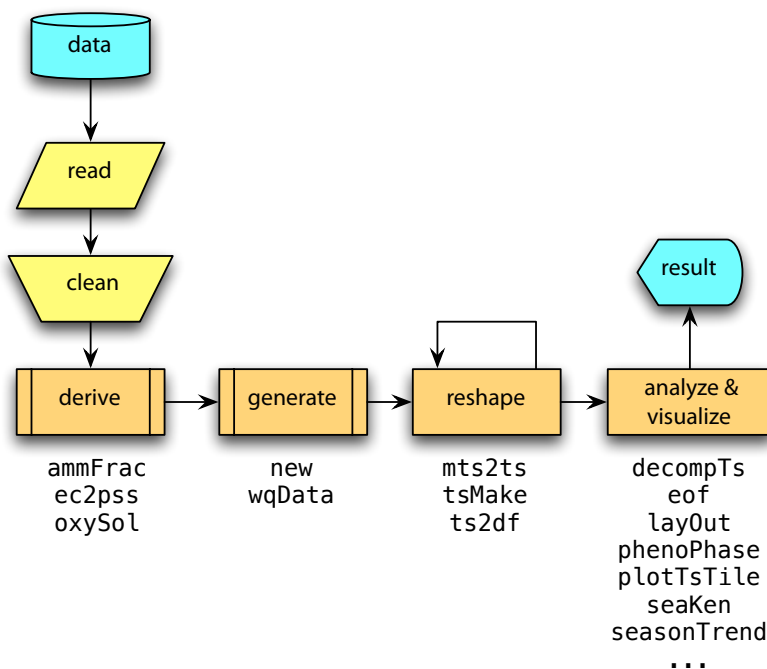 data
read
clean
result
derive
generate
reshape
analyze &
visualize
ammFrac
ec2pss
oxySol
new
wqData
mts2ts
tsMake
ts2df
decompTs
eof
layOut
phenoPhase
plotTsTile
seaKen
seasonTrend
...